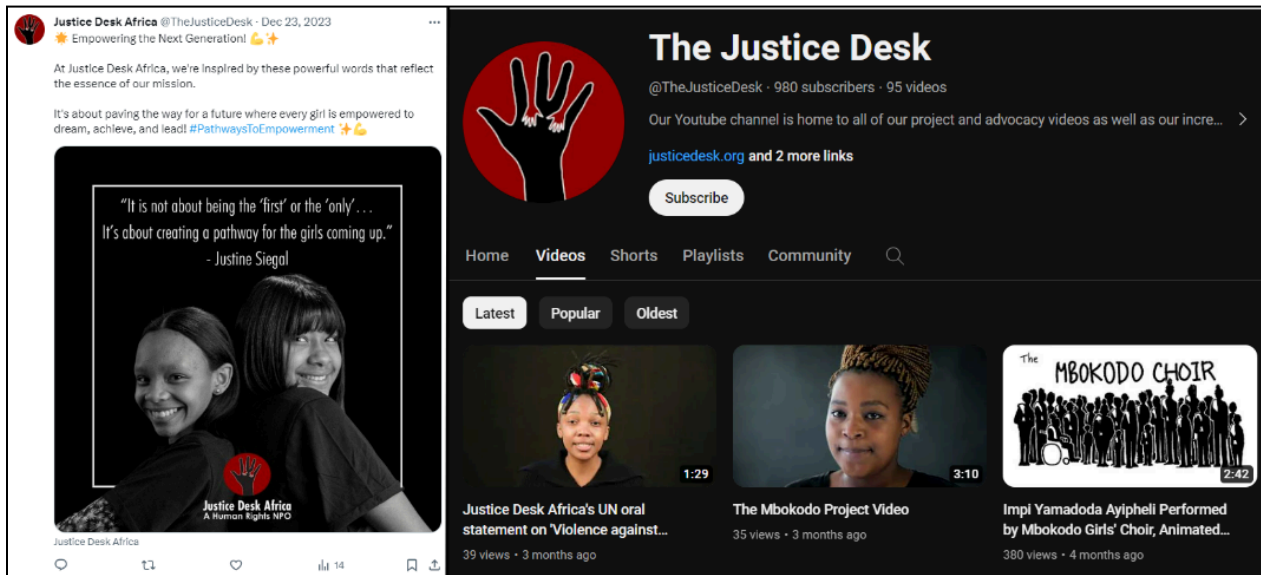 Justice Desk Africa @TheJusticeDesk · Dec 23, 2023
🌟 Empowering the Next Generation! 💪✨
At Justice Desk Africa, we're inspired by these powerful words that reflect
the essence of our mission.
It's about paving the way for a future where every girl is empowered to
dream, achieve, and lead! #PathwaysToEmpowerment ✨💪
"It is not about being the 'first' or the 'only'...
It's about creating a pathway for the girls coming up."
- Justine Siegal
Justice Desk Africa
A Human Rights NPO
Justice Desk Africa
14
The Justice Desk
@TheJusticeDesk · 980 subscribers · 95 videos
Our Youtube channel is home to all of our project and advocacy videos as well as our incre...
justicedesk.org and 2 more links
Subscribe
Home Videos Shorts Playlists Community
Latest Popular Oldest
1:29
Justice Desk Africa's UN oral
statement on 'Violence against...
39 views · 3 months ago
3:10
The Mbokodo Project Video
35 views · 3 months ago
The
MBOKODO CHOIR
2:42
Impi Yamadoda Ayipheli Performed
by Mbokodo Girls' Choir, Animated...
380 views · 4 months ago